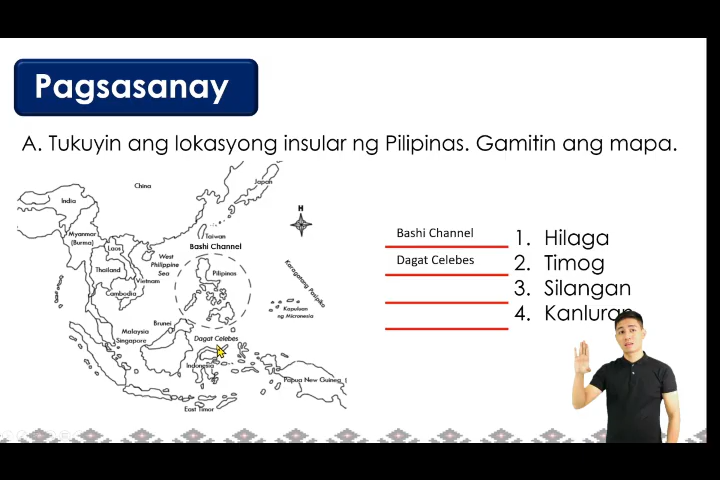 Pagsasanay
A. Tukuyin ang lokasyong insular ng Pilipinas. Gamitin ang mapa.
China
Japan
India
H
Taiwan
Myanmar
(Burma)
Bashi Channel
Laos
West
Philippine
Sea
Thailand
Pilipinas
Karagatang Pasipiko
Vietnam
Cambodia
Kapuluan
ng Micronesia
Brunei
Malaysia
Singapore
Dagat Celebes
Indonesia
Papua New Guinea
East Timor
Bashi Channel 1. Hilaga
Dagat Celebes 2. Timog
3. Silangan
4. Kanluran